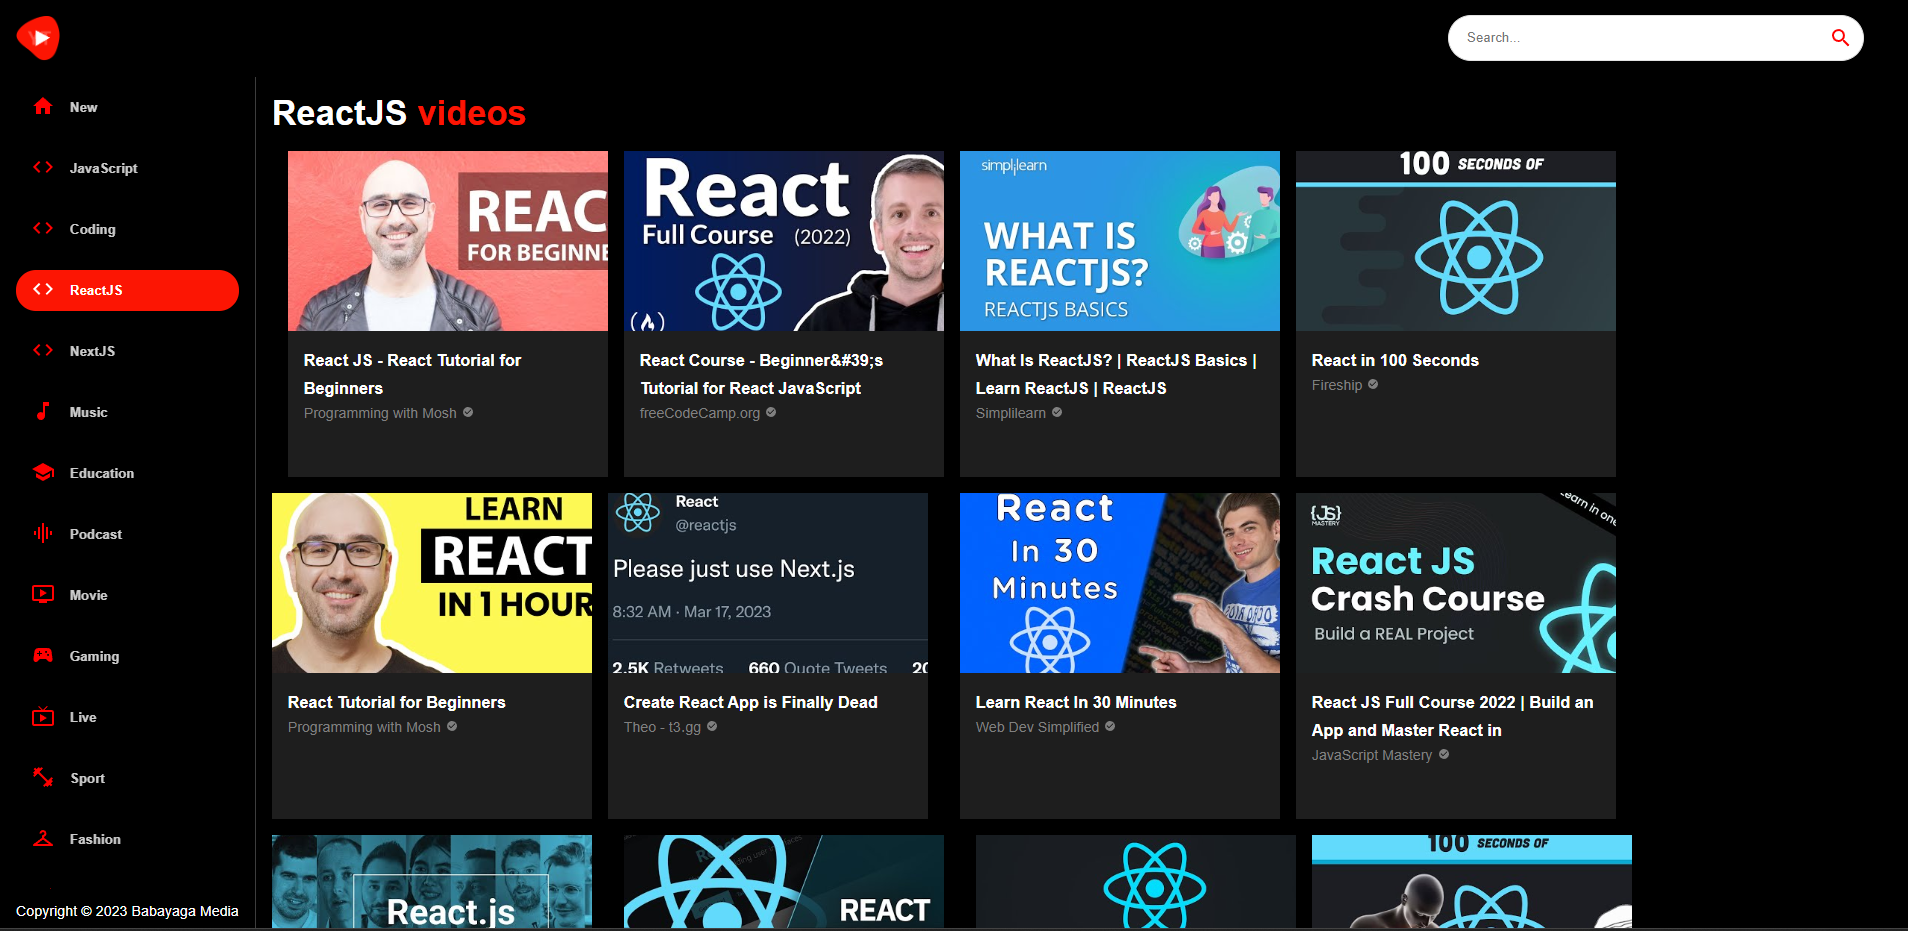 Search...
New
JavaScript
Coding
ReactJS
NextJS
Music
Education
Podcast
Movie
Gaming
Live
Sport
Fashion
Copyright © 2023 Babayaga Media
ReactJS videos
REAC
FOR BEGINNE
React JS - React Tutorial for
Beginners
Programming with Mosh
React
Full Course (2022)
React Course - Beginner&#39;s
Tutorial for React JavaScript
freeCodeCamp.org
simplilearn
WHAT IS
REACTJS?
REACTJS BASICS
What Is ReactJS? | ReactJS Basics |
Learn ReactJS | ReactJS
Simplilearn
100 SECONDS OF
React in 100 Seconds
Fireship
LEARN
REACT
IN 1 HOUR
React Tutorial for Beginners
Programming with Mosh
React
@reactjs
Please just use Next.js
8:32 AM · Mar 17, 2023
2.5K Retweets 660 Quote Tweets 20
Create React App is Finally Dead
Theo - t3.gg
React
In 30
Minutes
Learn React In 30 Minutes
Web Dev Simplified
{JS}
MASTERY
Learn in one
React JS
Crash Course
Build a REAL Project
React JS Full Course 2022 | Build an
App and Master React in
JavaScript Mastery
React.js
REACT
100 SECONDS OF